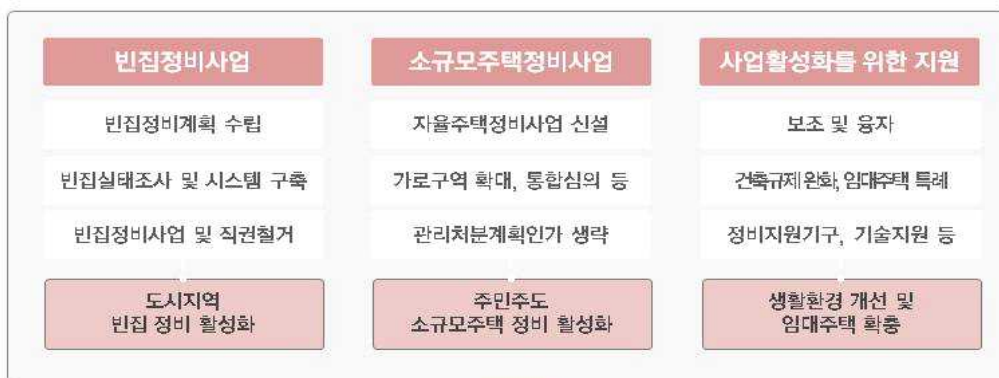 빈집정비사업
빈집정비계획 수립
빈집실태조사 및 시스템 구축
빈집정비사업 및 직권철거
도시지역
빈집 정비 활성화
소규모주택정비사업
자율주택정비사업 신설
가로구역 확대, 통합심의 등
관리처분계획인가 생략
주민주도
소규모주택 정비 활성화
사업활성화를 위한 지원
보조 및 융자
건축규제 완화, 임대주택 특례
정비지원기구, 기술지원 등
생활환경 개선 및
임대주택 확충